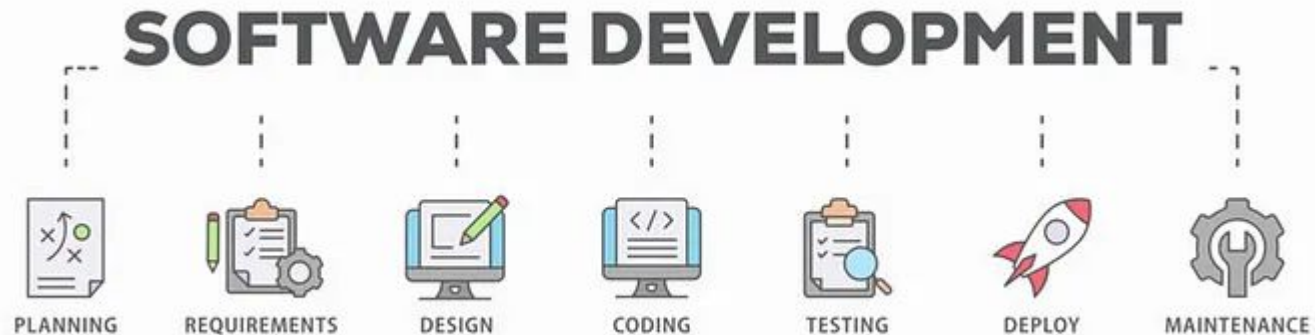 SOFTWARE DEVELOPMENT
PLANNING
REQUIREMENTS
DESIGN
</>
CODING
TESTING
DEPLOY
MAINTENANCE